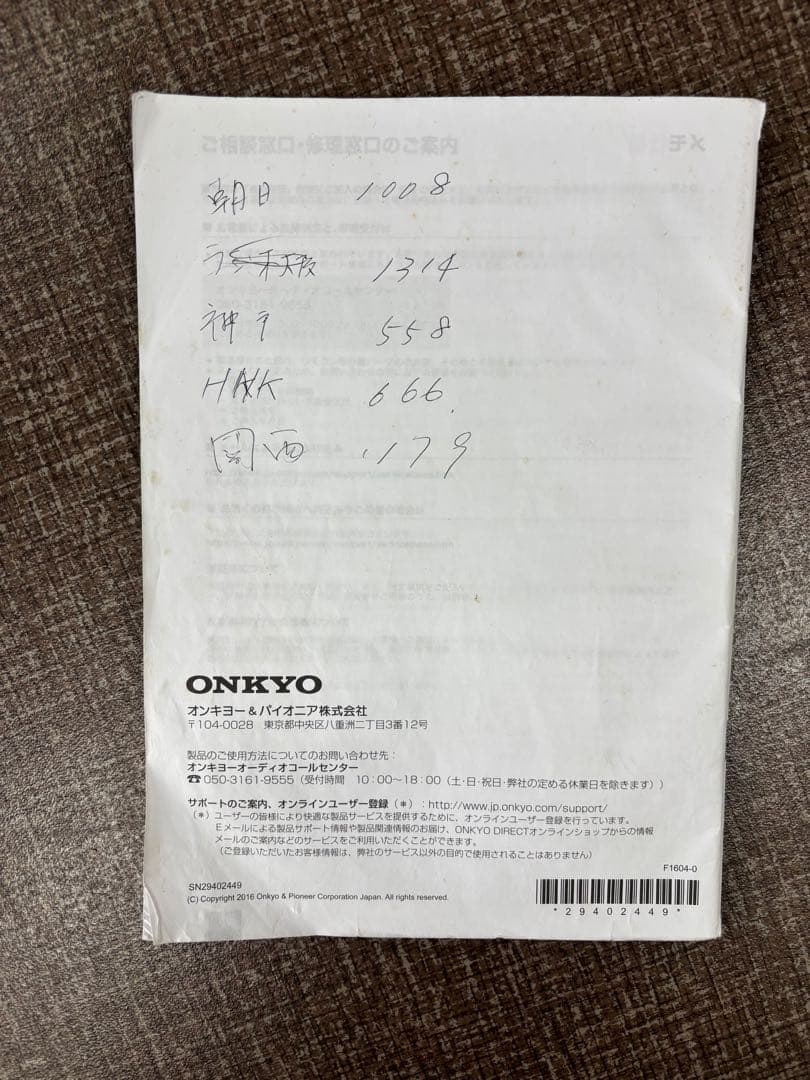 朝日 1008
1314
神戸 558
HNK 666.
関西 1179
ONKYO
オンキヨー&パイオニア株式会社
〒104-0028 東京都中央区八重洲二丁目3番12号
製品のご使用方法についてのお問い合わせ先:
オンキヨーオーディオコールセンター
☎050-3161-9555(受付時間 10:00~18:00(土・日・祝日・弊社の定める休業日を除きます))
サポートのご案内、オンラインユーザー登録(*):http://www.jp.onkyo.com/support/
(*)ユーザーの皆様により快適な製品サービスを提供するために、オンラインユーザー登録を行っています。
Eメールによる製品サポート情報や製品関連情報のお届け、ONKYO DIRECTオンラインショップからの情報
メールのご案内などのサービスをご利用いただくことができます。
(ご登録いただいたお客様情報は、弊社のサービス以外の目的で使用されることはありません)
F1604-0
SN29402449
(C) Copyright 2016 Onkyo & Pioneer Corporation Japan. All rights reserved.
*29402449*